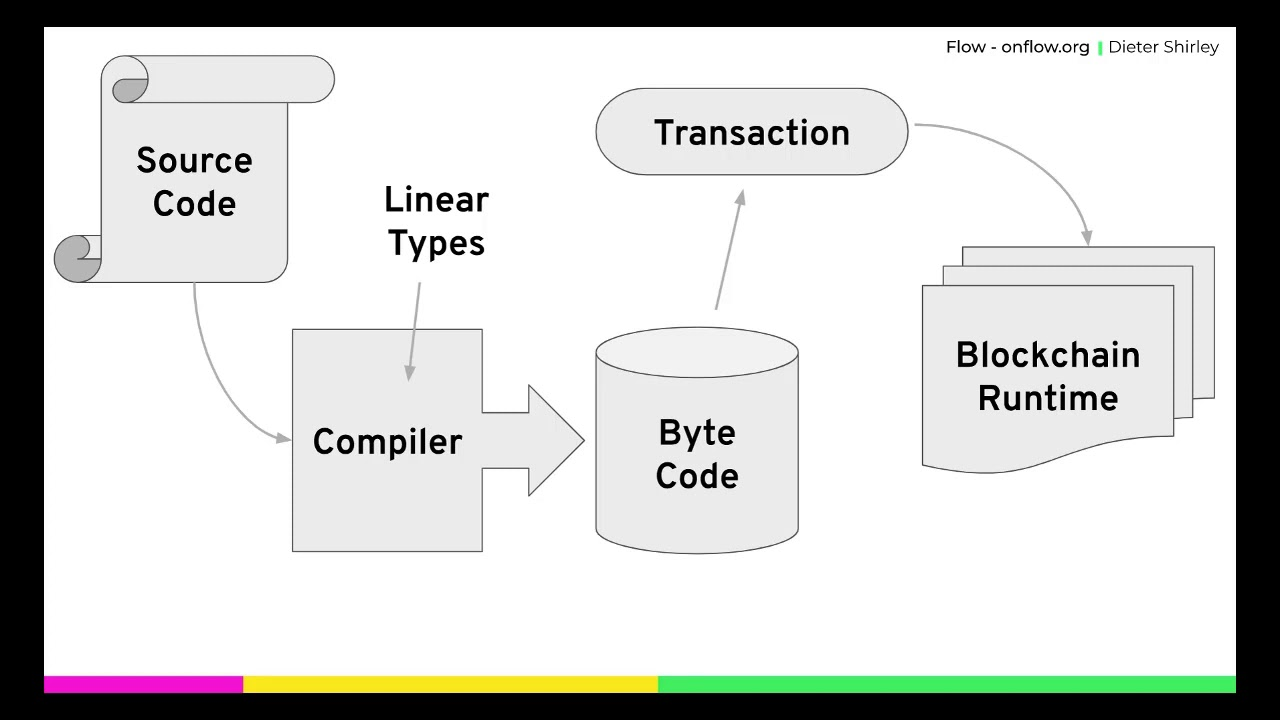 Flow - onflow.org | Dieter Shirley
Source
Code
Linear
Types
Transaction
Compiler
Byte
Code
Blockchain
Runtime